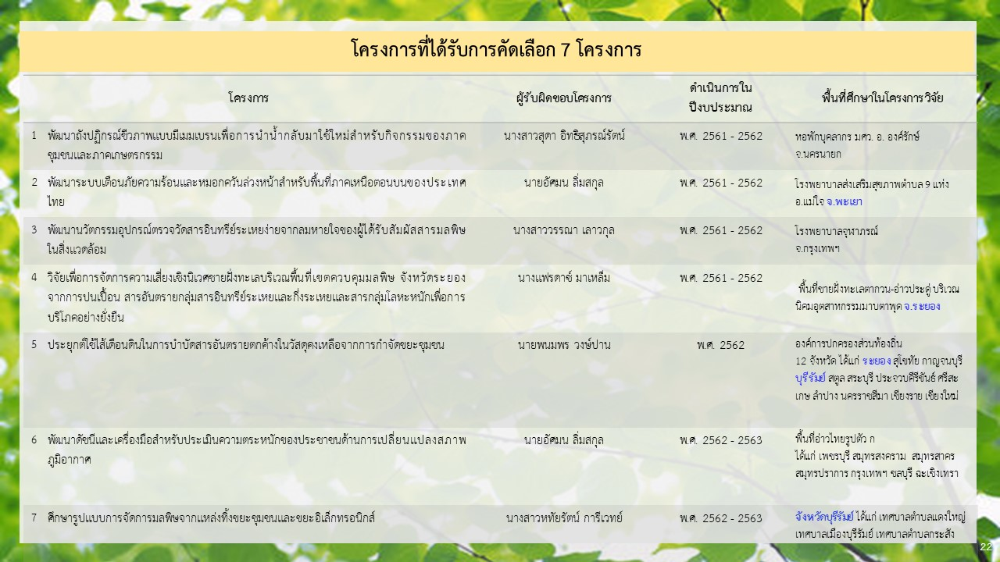 โครงการที่ได้รับการคัดเลือก 7 โครงการ
โครงการ ผู้รับผิดชอบโครงการ ดำเนินการใน พื้นที่ศึกษาในโครงการวิจัย
ปีงบประมาณ
1 พัฒนาถังปฏิกรณ์ชีวภาพแบบมีเมมเบรนเพื่อการนำน้ำกลับมาใช้ใหม่สำหรับกิจกรรมของภาค นางสาวสุดา อิทธิสุภรณ์รัตน์ พ.ศ. 2561 - 2562 หอพักบุคลากร มศว. อ. องค์รักษ์
ชุมชนและภาคเกษตรกรรม จ.นครนายก
2 พัฒนาระบบเตือนภัยความร้อนและหมอกควันล่วงหน้าสำหรับพื้นที่ภาคเหนือตอนบนของประเทศ นายอัศมน ลิ่มสกุล พ.ศ. 2561 - 2562 โรงพยาบาลส่งเสริมสุขภาพตำบล 9 แห่ง
ไทย อ.แม่ใจ จ.พะเยา
3 พัฒนานวัตกรรมอุปกรณ์ตรวจวัดสารอินทรีย์ระเหยง่ายจากลมหายใจของผู้ได้รับสัมผัสสารมลพิษ นางสาววรรณา เลาวกุล พ.ศ. 2561 - 2562 โรงพยาบาลจุฬาภรณ์
ในสิ่งแวดล้อม จ.กรุงเทพฯ
4 วิจัยเพื่อการจัดการความเสี่ยงเชิงนิเวศชายฝั่งทะเลบริเวณพื้นที่เขตควบคุมมลพิษ จังหวัดระยอง นางแฟรดาซ์ มาเหล็ม พ.ศ. 2561 - 2562 พื้นที่ชายฝั่งทะเลตากวน-อ่าวประดู่ บริเวณ
จากการปนเปื้อน สารอันตรายกลุ่มสารอินทรีย์ระเหยและกึ่งระเหยและสารกลุ่มโลหะหนักเพื่อการ นิคมอุตสาหกรรมมาบตาพุด จ.ระยอง
บริโภคอย่างยั่งยืน
5 ประยุกต์ใช้ไส้เดือนดินในการบำบัดสารอันตรายตกค้างในวัสดุคงเหลือจากการกำจัดขยะชุมชน นายพนมพร วงษ์ปาน พ.ศ. 2562 องค์การปกครองส่วนท้องถิ่น
12 จังหวัด ได้แก่ ระยอง สุโขทัย กาญจนบุรี
บุรีรัมย์ สตูล สระบุรี ประจวบคีรีขันธ์ ศรีสะ
เกษ ลำปาง นครราชสีมา เชียงราย เชียงใหม่
6 พัฒนาดัชนีและเครื่องมือสำหรับประเมินความตระหนักของประชาชนด้านการเปลี่ยนแปลงสภาพ นายอัศมน ลิ่มสกุล พ.ศ. 2562 - 2563 พื้นที่อ่าวไทยรูปตัว ก
ภูมิอากาศ ได้แก่ เพชรบุรี สมุทรสงคราม สมุทรสาคร
สมุทรปราการ กรุงเทพฯ ชลบุรี ฉะเชิงเทรา
7 ศึกษารูปแบบการจัดการมลพิษจากแหล่งทิ้งขยะชุมชนและขยะอิเล็กทรอนิกส์ นางสาวหทัยรัตน์ การีเวทย์ พ.ศ. 2562 - 2563 จังหวัดบุรีรัมย์ ได้แก่ เทศบาลตำบลแดงใหญ่
เทศบาลเมืองบุรีรัมย์ เทศบาลตำบลกระสัง
22